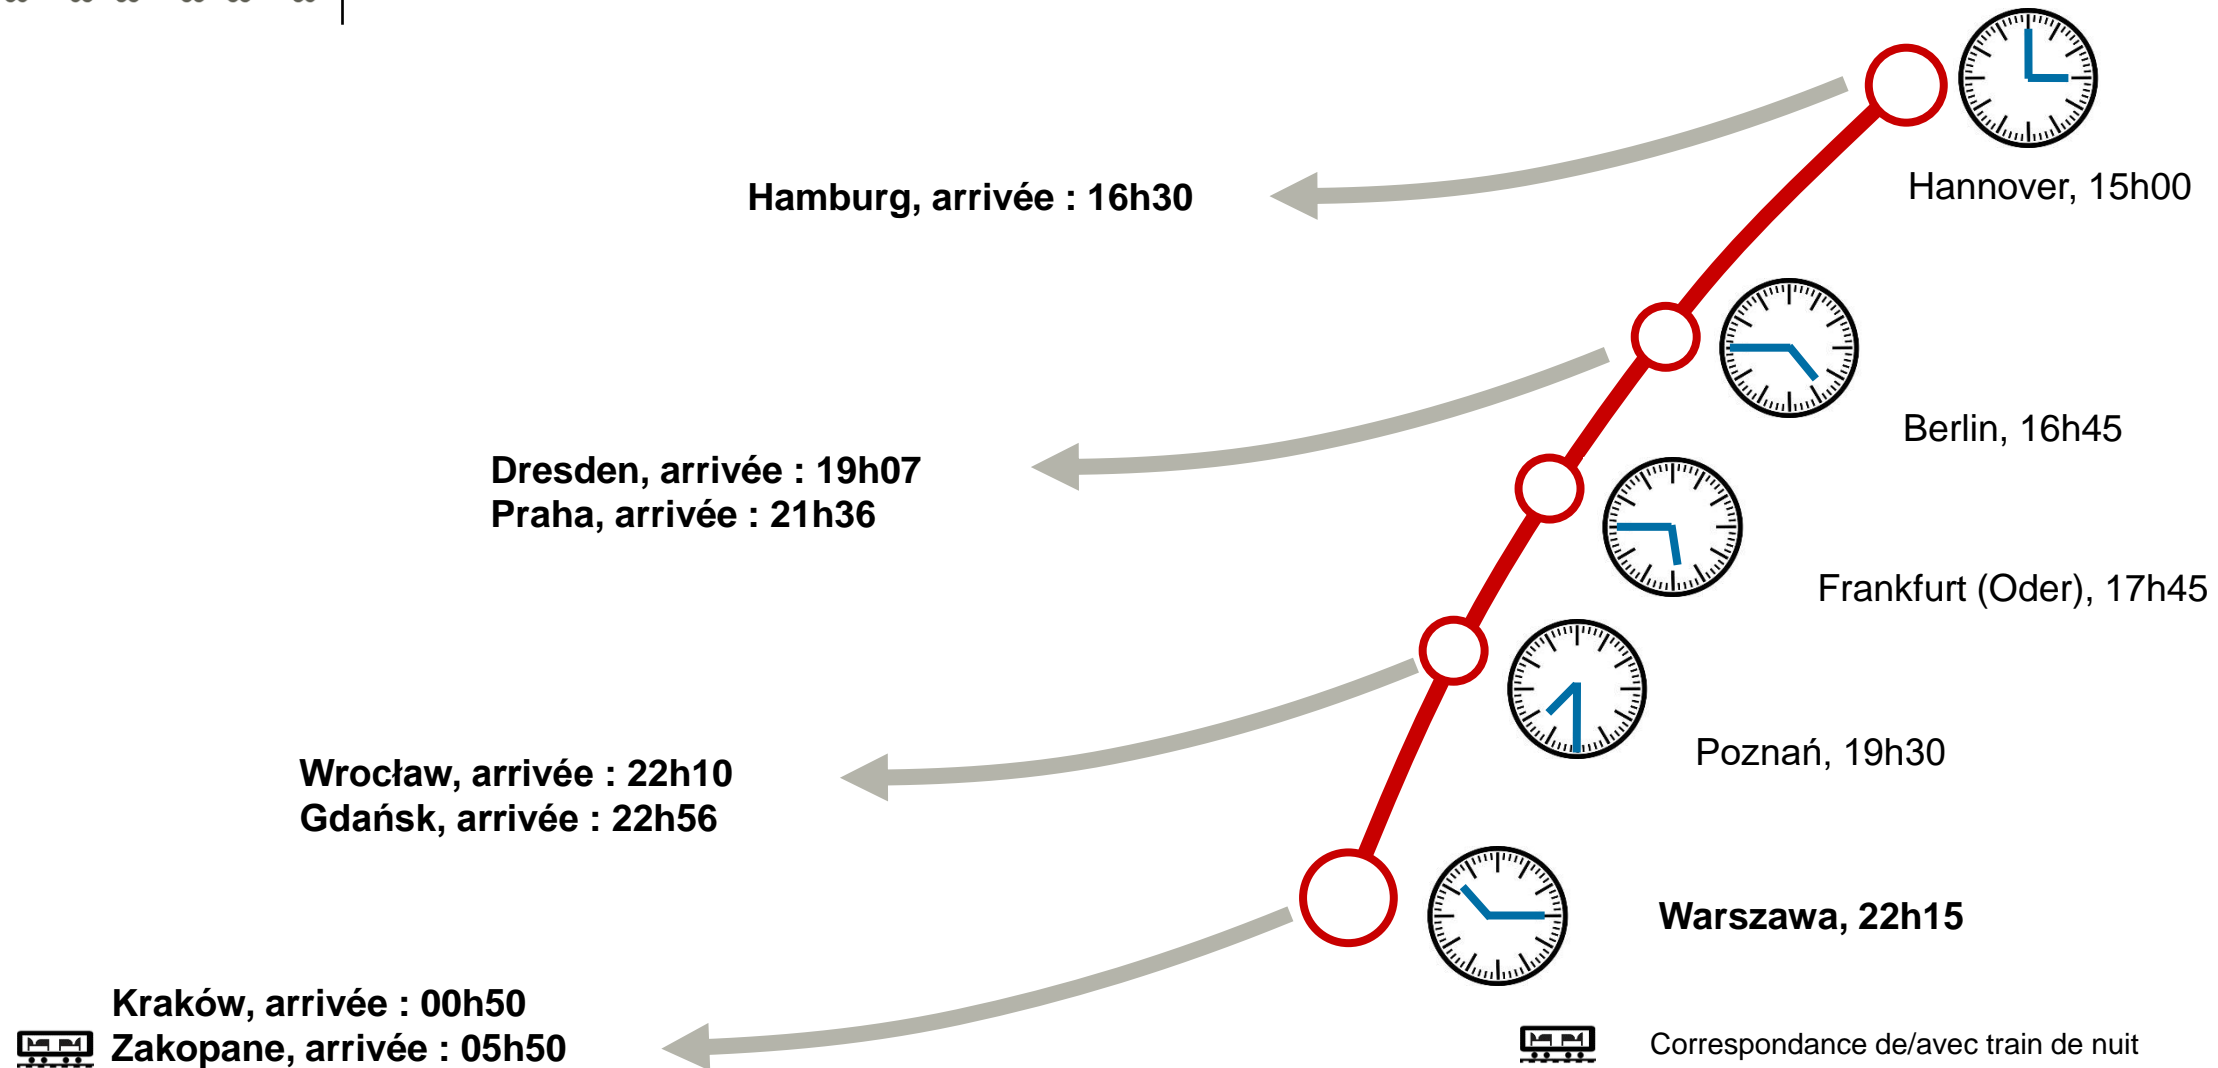 Hannover, 15h00
Hamburg, arrivée : 16h30
Berlin, 16h45
Dresden, arrivée : 19h07
Praha, arrivée : 21h36
Frankfurt (Oder), 17h45
Poznań, 19h30
Wrocław, arrivée : 22h10
Gdańsk, arrivée : 22h56
Warszawa, 22h15
Kraków, arrivée : 00h50
Zakopane, arrivée : 05h50
Correspondance de/avec train de nuit